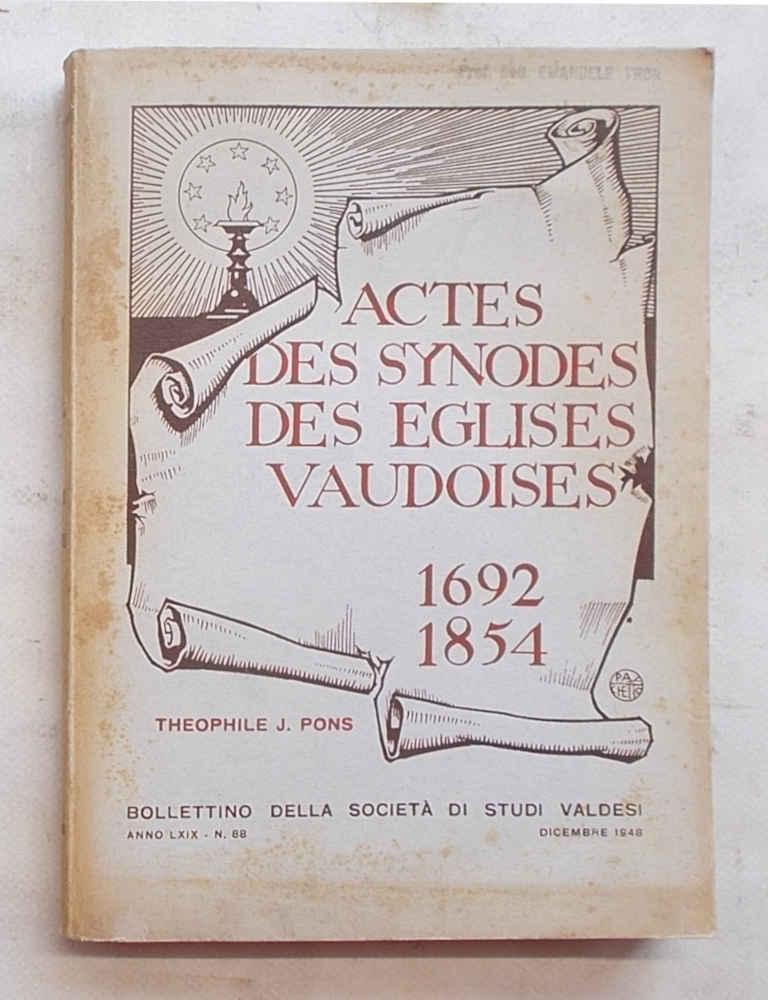 EMANUELE
ACTES
DES SYNODES
DES EGLISES
VAUDOISES
1692
1854
THEOPHILE J. PONS
BOLLETTINO DELLA SOCIETÀ DI STUDI VALDESI
ANNO LXIX - N. 88
DICEMBRE 1948